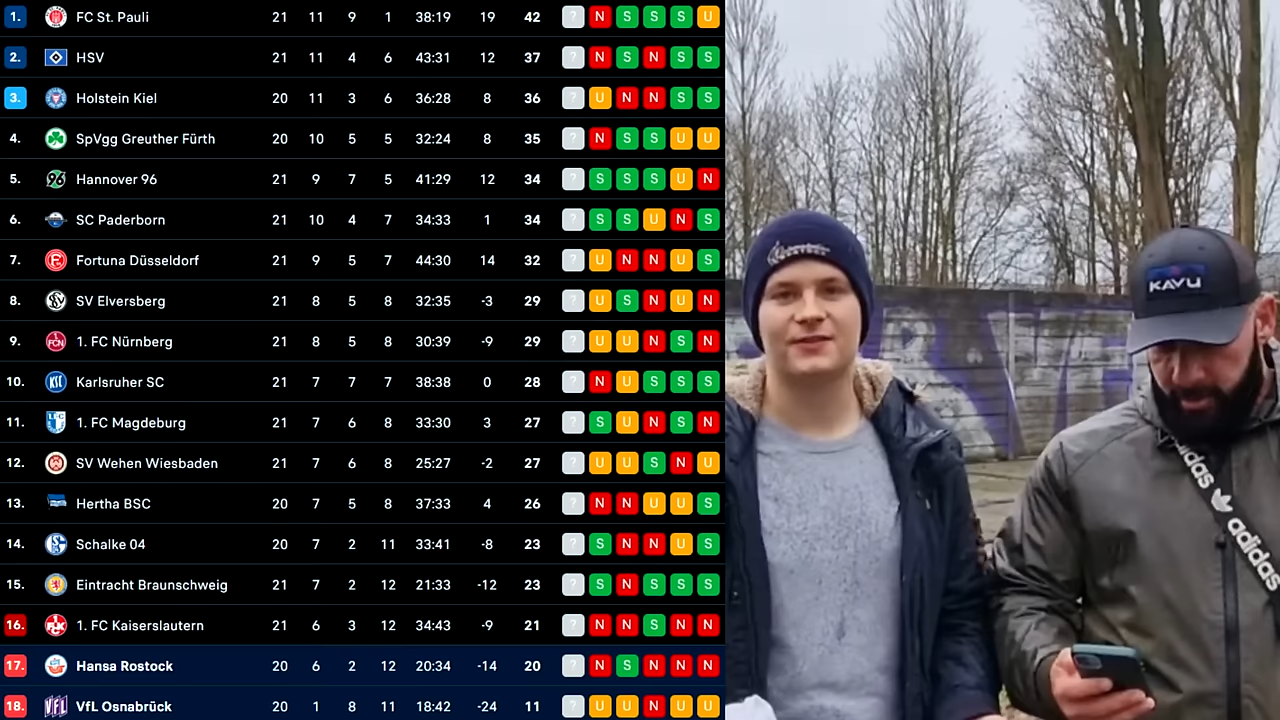 1. FC St. Pauli 21 11 9 1 38:19 19 42 ? N S S S U
2. HSV 21 11 4 6 43:31 12 37 ? N S N S S
3. Holstein Kiel 20 11 3 6 36:28 8 36 ? U N N S S
4. SpVgg Greuther Fürth 20 10 5 5 32:24 8 35 ? N S S U U
5. Hannover 96 21 9 7 5 41:29 12 34 ? S S S U N
6. SC Paderborn 21 10 4 7 34:33 1 34 ? S S U N S
7. Fortuna Düsseldorf 21 9 5 7 44:30 14 32 ? U N N U S
8. SV Elversberg 21 8 5 8 32:35 -3 29 ? U S N U N
9. 1. FC Nürnberg 21 8 5 8 30:39 -9 29 ? U U N S N
10. Karlsruher SC 21 7 7 7 38:38 0 28 ? N U S S S
11. 1. FC Magdeburg 21 7 6 8 33:30 3 27 ? S U N S N
12. SV Wehen Wiesbaden 21 7 6 8 25:27 -2 27 ? U U S N U
13. Hertha BSC 20 7 5 8 37:33 4 26 ? N N U U S
14. Schalke 04 20 7 2 11 33:41 -8 23 ? S N N U S
15. Eintracht Braunschweig 21 7 2 12 21:33 -12 23 ? S N S S S
16. 1. FC Kaiserslautern 21 6 3 12 34:43 -9 21 ? N N S N N
17. Hansa Rostock 20 6 2 12 20:34 -14 20 ? N S N N N
18. VfL Osnabrück 20 1 8 11 18:42 -24 11 ? U U N U U
KAVU
adidas
adidas